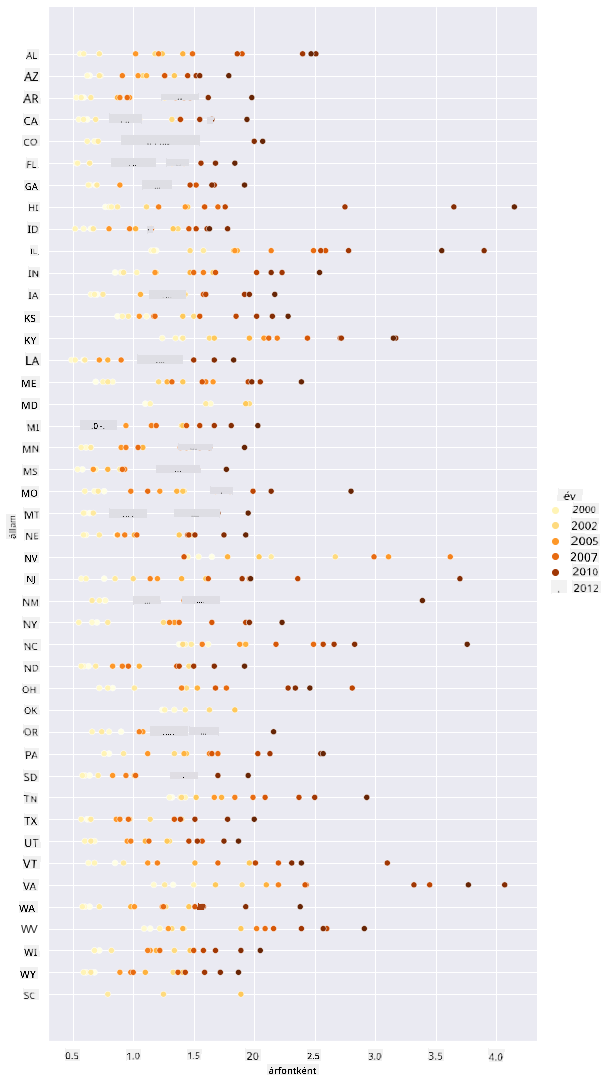 AL
AZ
AR
CA
CO
FL
GA
HI
ID
IL
IN
IA
KS
KY
LA
ME
MD
MI
MN
MS
MO
MT
NE
NV
NJ
NM
NY
NC
ND
OH
OK
OR
PA
SD
TN
TX
UT
VT
VA
WA
WV
WI
WY
SC
állam
0.5 1.0 1.5 20 2.5 3.0 3.5 4.0
árfontként
év
2000
2002
2005
2007
2010
2012